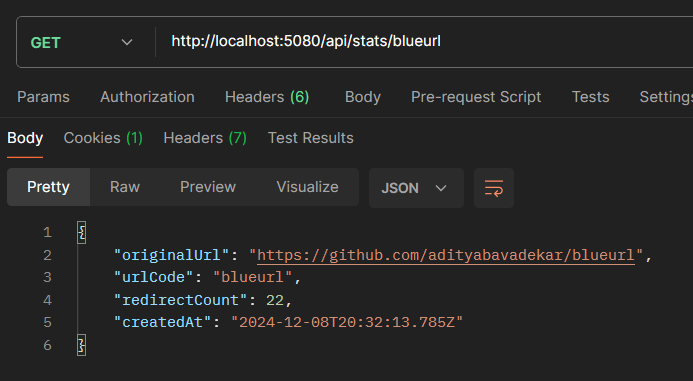 GET http://localhost:5080/api/stats/blueurl
Params Authorization Headers (6) Body Pre-request Script Tests Settings
Body Cookies (1) Headers (7) Test Results
Pretty Raw Preview Visualize JSON
1 {
2 "originalUrl": "https://github.com/adityabavadekar/blueurl",
3 "urlCode": "blueurl",
4 "redirectCount": 22,
5 "createdAt": "2024-12-08T20:32:13.785Z"
6 }